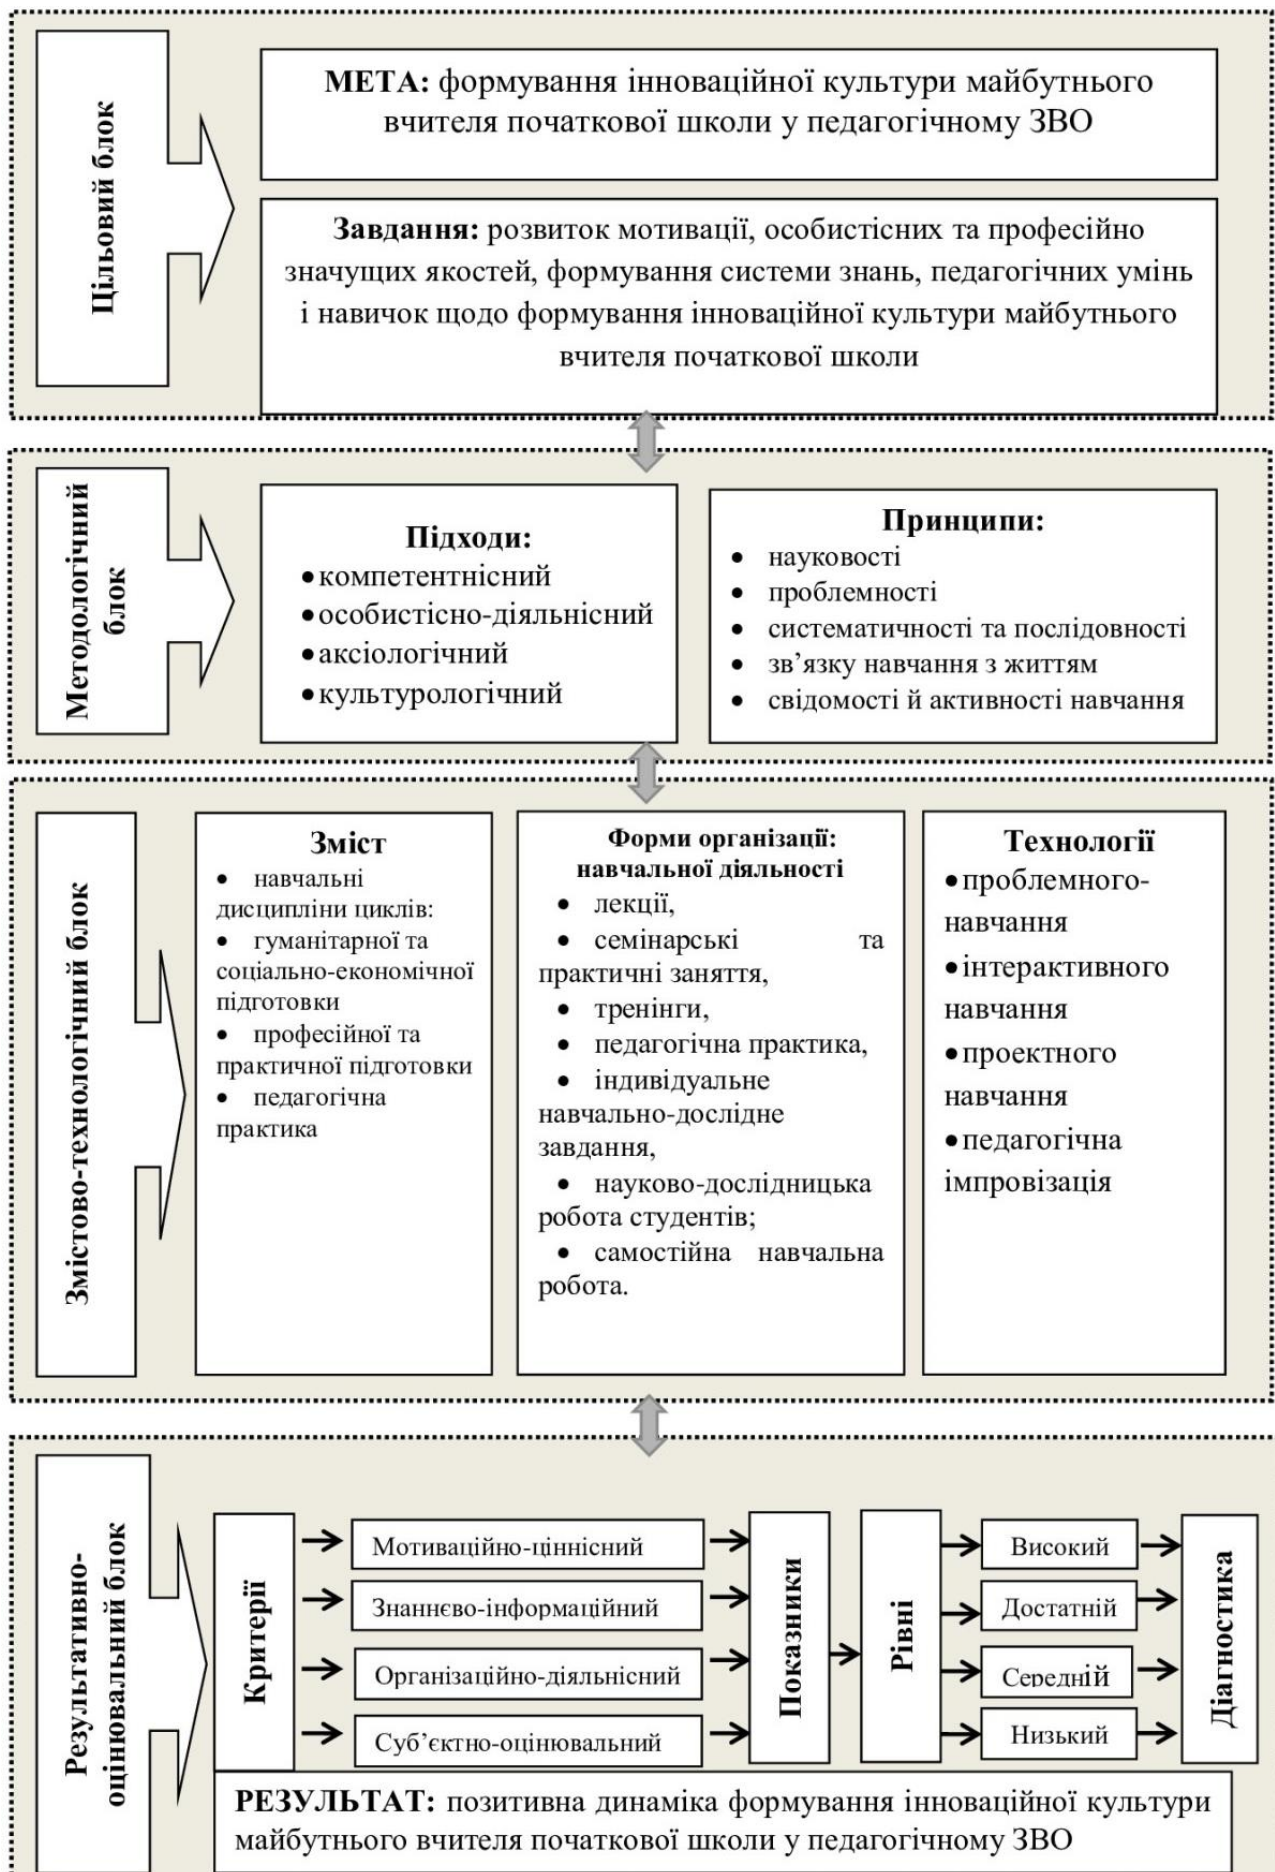 Цільовий блок
МЕТА: формування інноваційної культури майбутнього
вчителя початкової школи у педагогічному ЗВО
Завдання: розвиток мотивації, особистісних та професійно
значущих якостей, формування системи знань, педагогічних умінь
і навичок щодо формування інноваційної культури майбутнього
вчителя початкової школи
Методологічний
блок
Підходи:
• компетентнісний
• особистісно-діяльнісний
• аксіологічний
• культурологічний
Принципи:
• науковості
• проблемності
• систематичності та послідовності
• зв’язку навчання з життям
• свідомості й активності навчання
Змістово-технологічний блок
Зміст
• навчальні
дисципліни циклів:
• гуманітарної та
соціально-економічної
підготовки
• професійної та
практичної підготовки
• педагогічна
практика
Форми організації:
навчальної діяльності
• лекції,
• семінарські та
практичні заняття,
• тренінги,
• педагогічна практика,
• індивідуальне
навчально-дослідне
завдання,
• науково-дослідницька
робота студентів;
• самостійна навчальна
робота.
Технології
• проблемного-
навчання
• інтерактивного
навчання
• проектного
навчання
• педагогічна
імпровізація
Результативно-
оцінювальний блок
Критерії
Мотиваційно-ціннісний
Знаннєво-інформаційний
Організаційно-діяльнісний
Суб’єктно-оцінювальний
Показники
Рівні
Високий
Достатній
Середній
Низький
Діагностика
РЕЗУЛЬТАТ: позитивна динаміка формування інноваційної культури
майбутнього вчителя початкової школи у педагогічному ЗВО